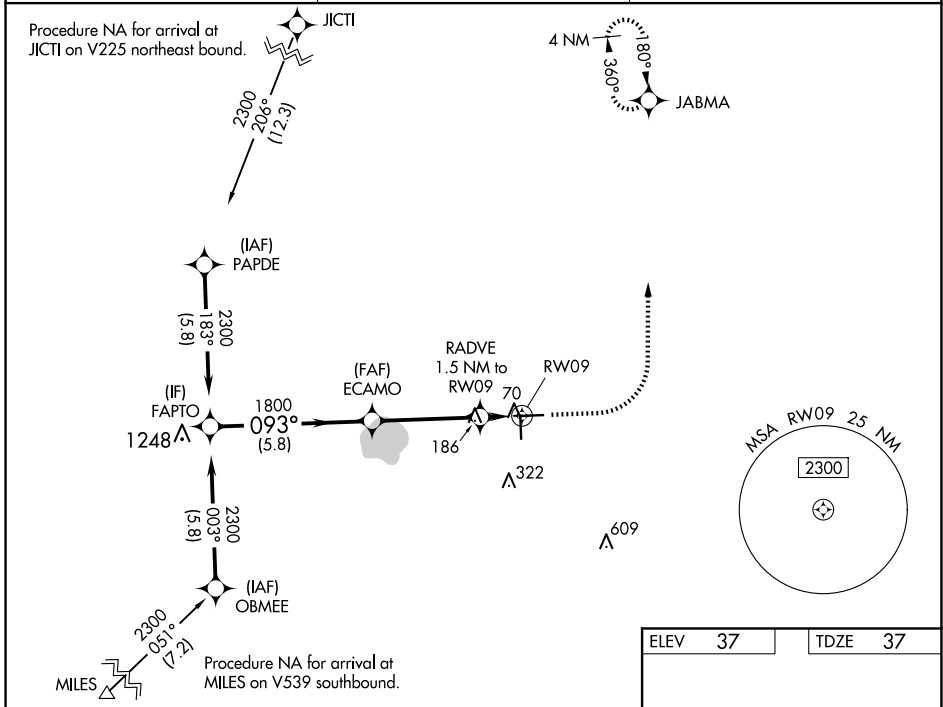 Procedure NA for arrival at
JICTI on V225 northeast bound.
JICTI
2300
206°
(12.3)
4 NM
360°
180°
JABMA
(IAF)
PAPDE
2300
183°
(5.8)
(IF)
FAPTO
1248
1800
093°
(5.8)
(FAF)
ECAMO
RADVE
1.5 NM to
RW09
70
RW09
186
322
609
MSA RW09 25 NM
2300
2300
003°
(5.8)
(IAF)
OBMEE
2300
051°
(7.2)
MILES
Procedure NA for arrival at
MILES on V539 southbound.
ELEV 37
TDZE 37